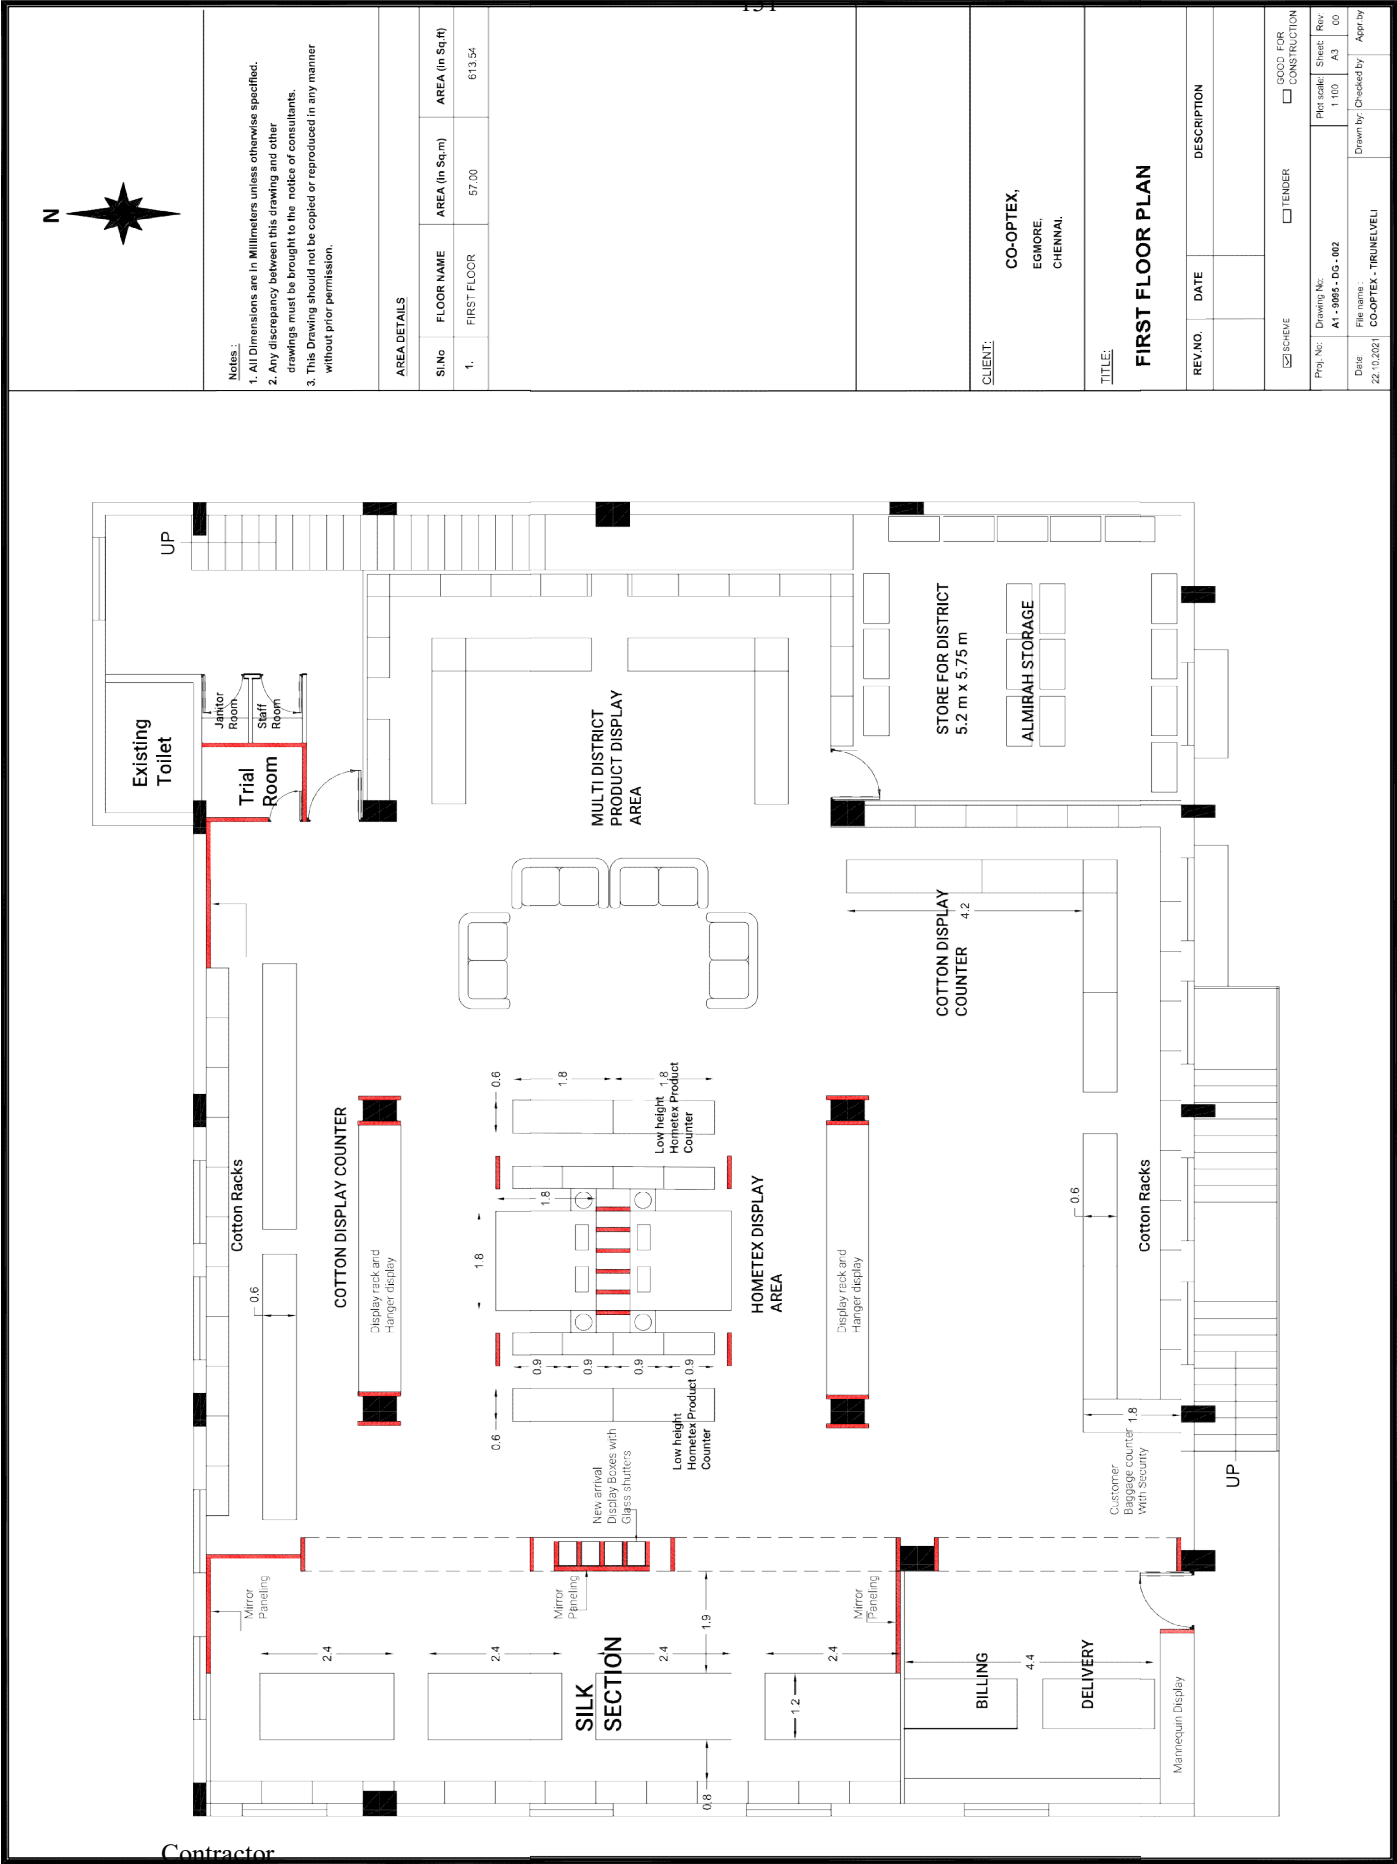 151
N
Notes :
1. All Dimensions are in Millimeters unless otherwise specified.
2. Any discrepancy between this drawing and other
drawings must be brought to the notice of consultants.
3. This Drawing should not be copied or reproduced in any manner
without prior permission.
AREA DETAILS
Sl.No FLOOR NAME AREA (In Sq.m) AREA (In Sq.ft)
1. FIRST FLOOR 57.00 613.54
CLIENT:
CO-OPTEX,
EGMORE,
CHENNAI.
TITLE:
FIRST FLOOR PLAN
REV.NO. DATE DESCRIPTION
SCHEME TENDER GOOD FOR
CONSTRUCTION
Proj. No: Drawing No: Plot scale: Sheet: Rev:
A1 - 9095 - DG - 002 1:100 A3 00
Date File name : Drawn by: Checked by Appr.by
22.10.2021 CO-OPTEX - TIRUNELVELI
UP
Existing
Toilet
Janitor
Room
Staff
Room
Trial
Room
MULTI DISTRICT
PRODUCT DISPLAY
AREA
STORE FOR DISTRICT
5.2 m x 5.75 m
ALMIRAH STORAGE
COTTON DISPLAY
COUNTER
4.2
Cotton Racks
0.6
COTTON DISPLAY COUNTER
Display rack and
Hanger display
0.6
1.8
1.8
Low height
Hometex Product
Counter
1.8
1.8
HOMETEX DISPLAY
AREA
0.9
0.9
0.9
0.9
0.6
Low height
Hometex Product
Counter
New arrival
Display Boxes with
Glass shutters
Display rack and
Hanger display
0.6
Cotton Racks
1.8
Customer
Baggage counter
With Security
UP
Mirror
Paneling
Mirror
Paneling
Mirror
Paneling
2.4
2.4
2.4
2.4
1.9
1.2
0.8
SILK
SECTION
BILLING
4.4
DELIVERY
Mannequin Display
Contractor